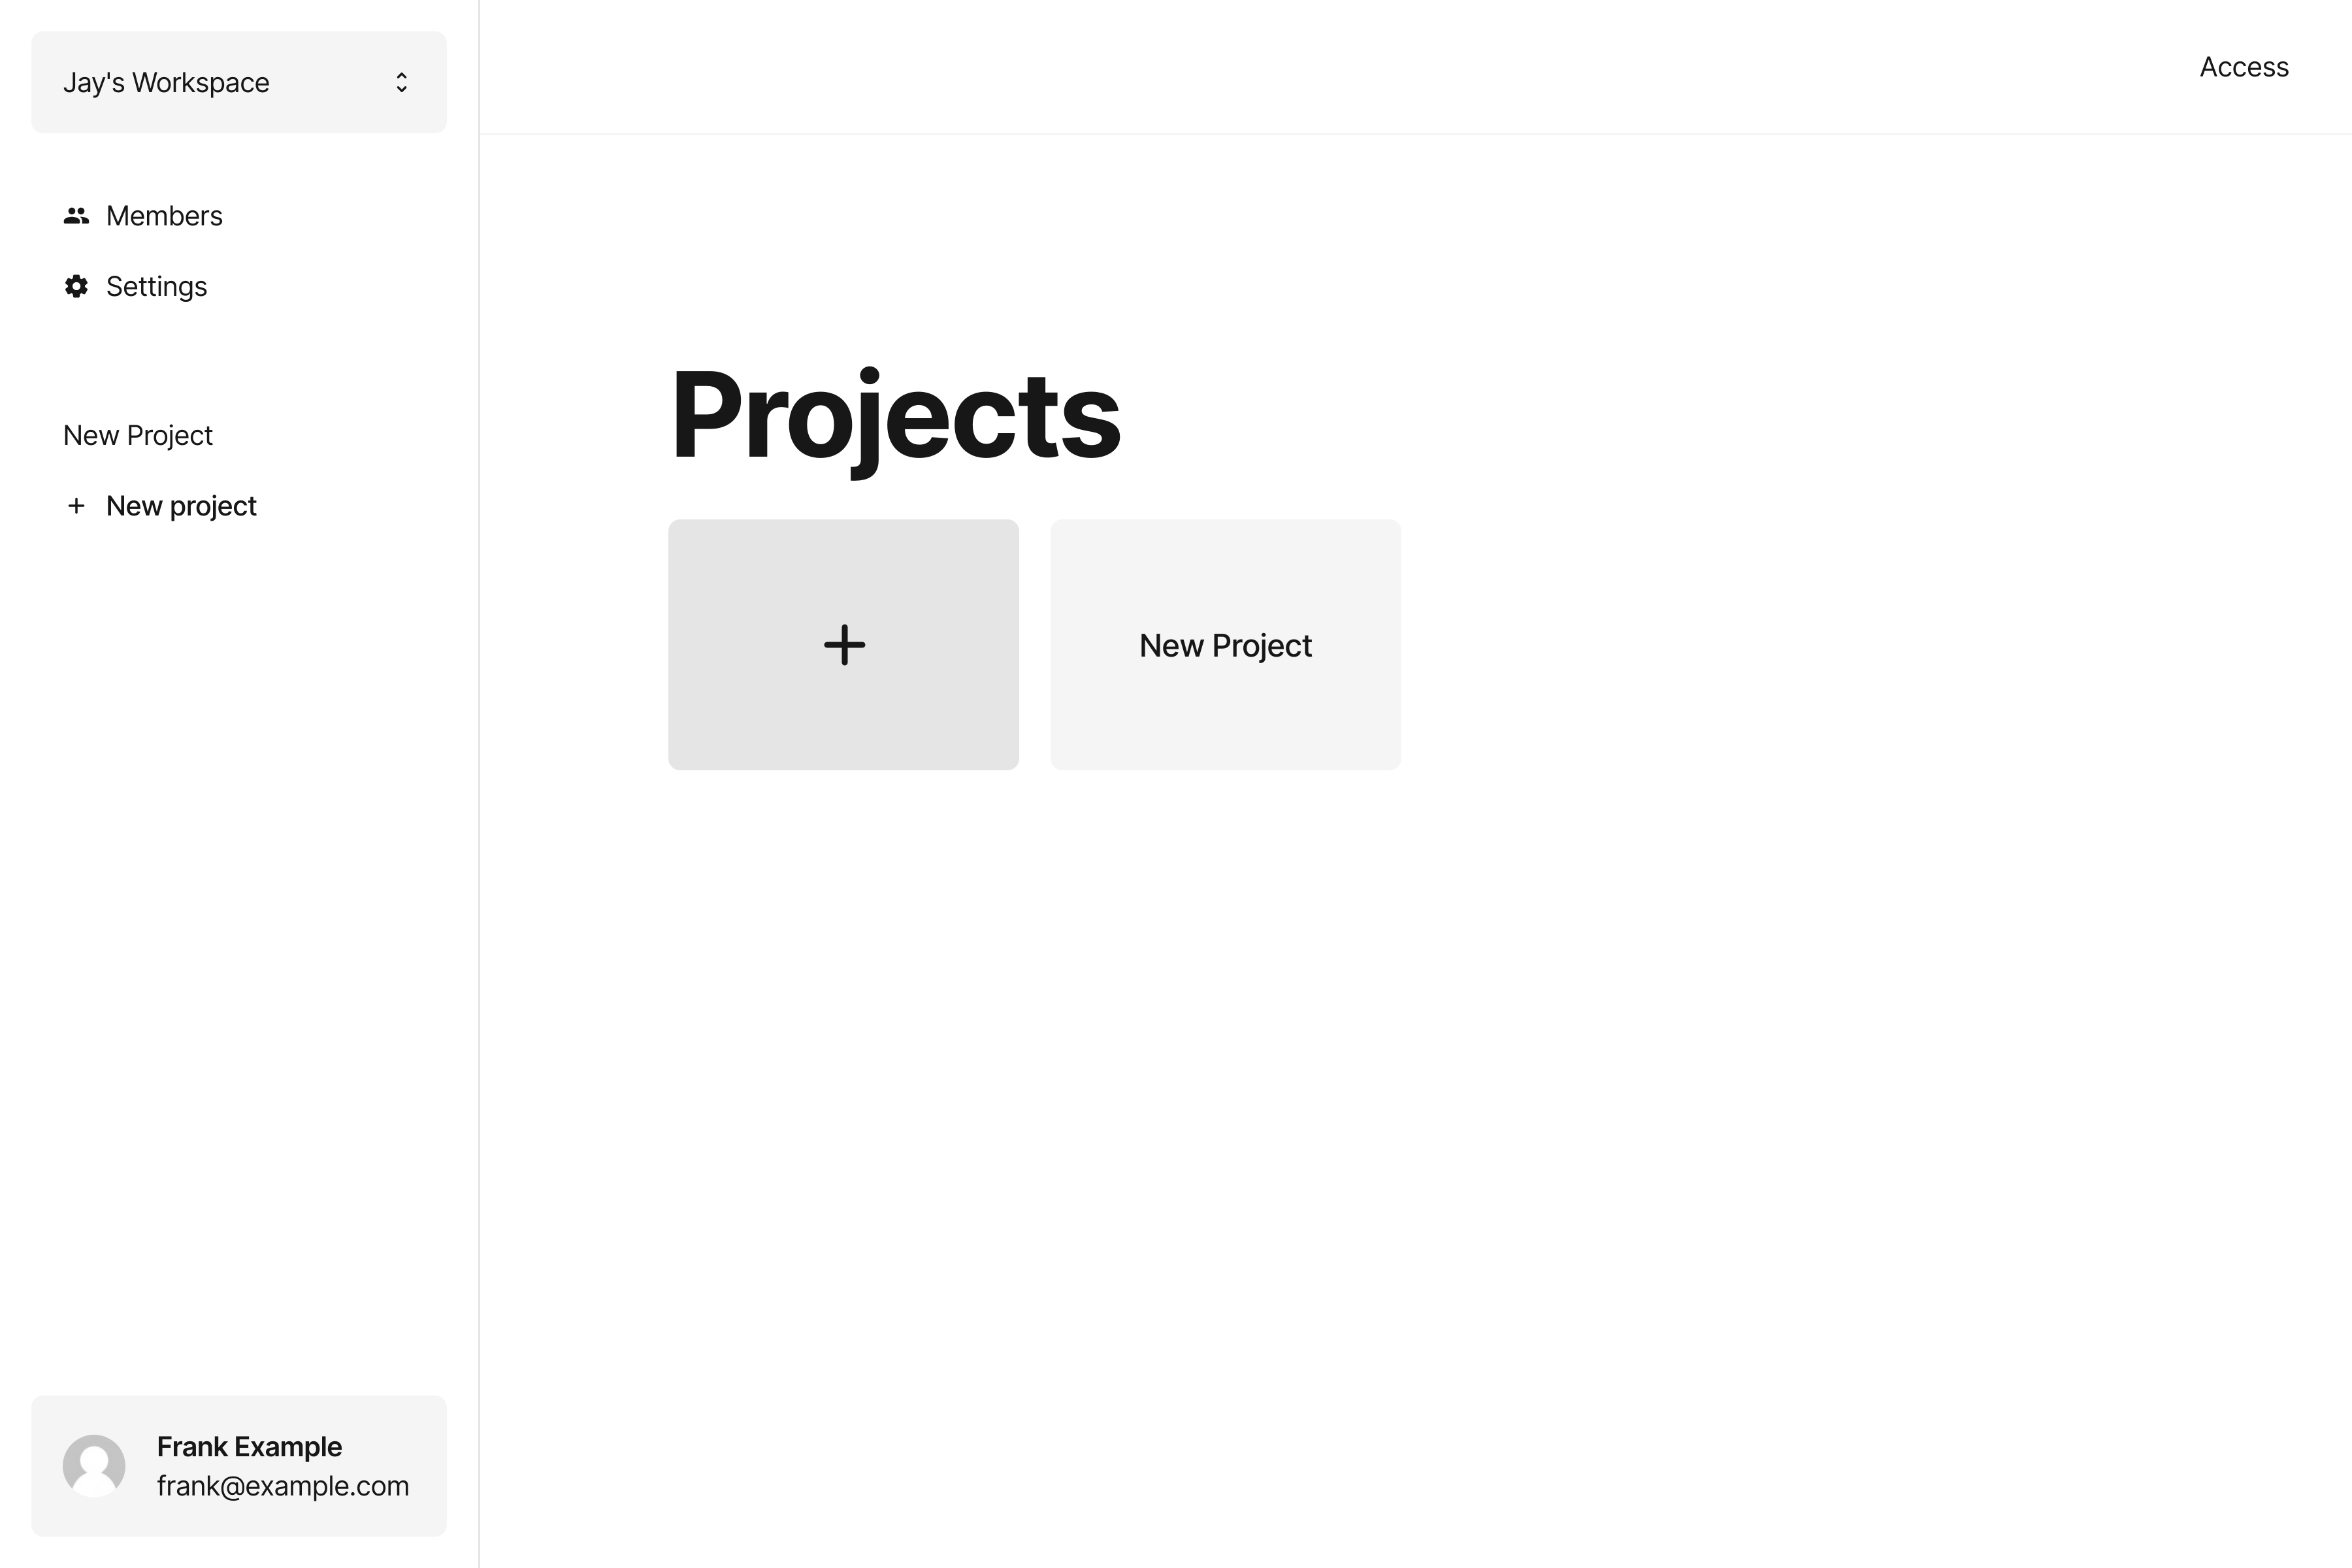 Jay's Workspace
Access
Members
Settings
New Project
New project
Projects
New Project
Frank Example
frank@example.com